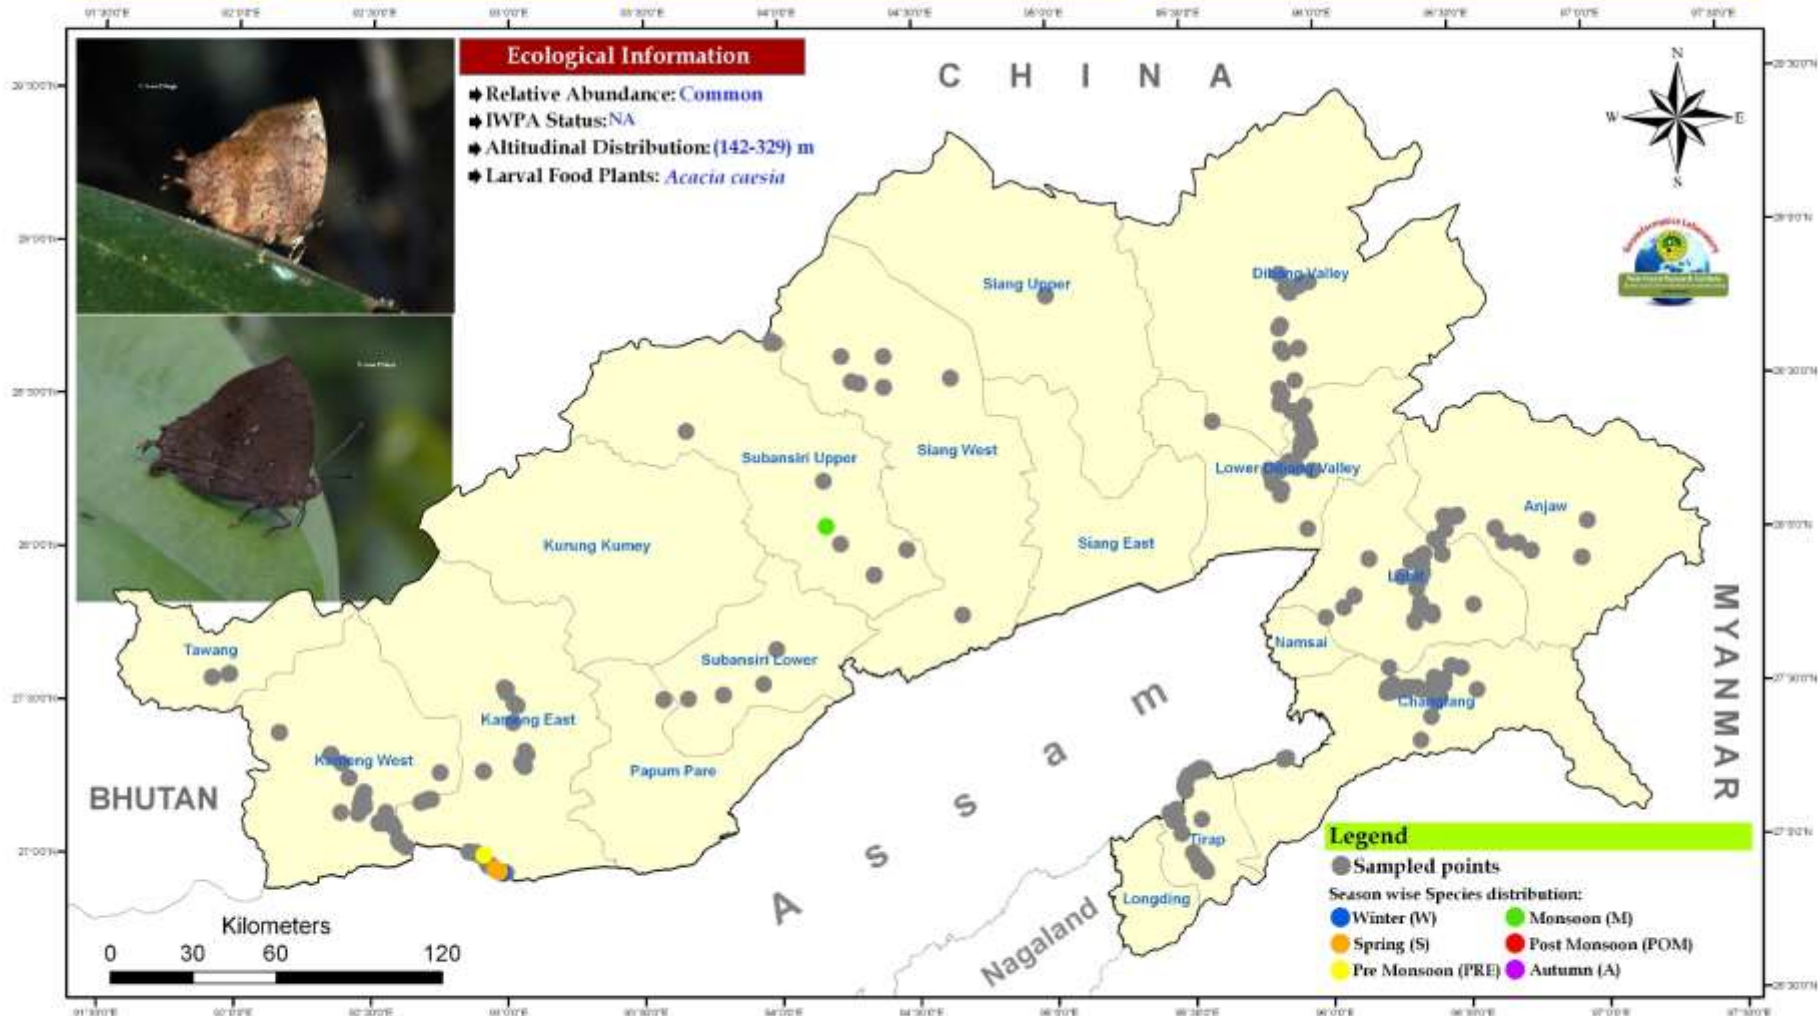 Ecological Information
Relative Abundance: Common
IWPA Status: NA
Altitudinal Distribution: (142-329) m
Larval Food Plants: Acacia caesia
C H I N A
N
W E
S
Geoinformatics Laboratory
Dibang Valley
Siang Upper
Siang West
Subansiri Upper
Lower Dibang Valley
Anjaw
Kurung Kumey
Siang East
Lohit
Namsai
Tawang
Subansiri Lower
Changlang
Kameng East
Kameng West
Papum Pare
BHUTAN
MYANMAR
Assam
Tirap
Longding
Nagaland
Kilometers
0 30 60 120
Legend
Sampled points
Season wise Species distribution:
Winter (W) Monsoon (M)
Spring (S) Post Monsoon (POM)
Pre Monsoon (PRE) Autumn (A)